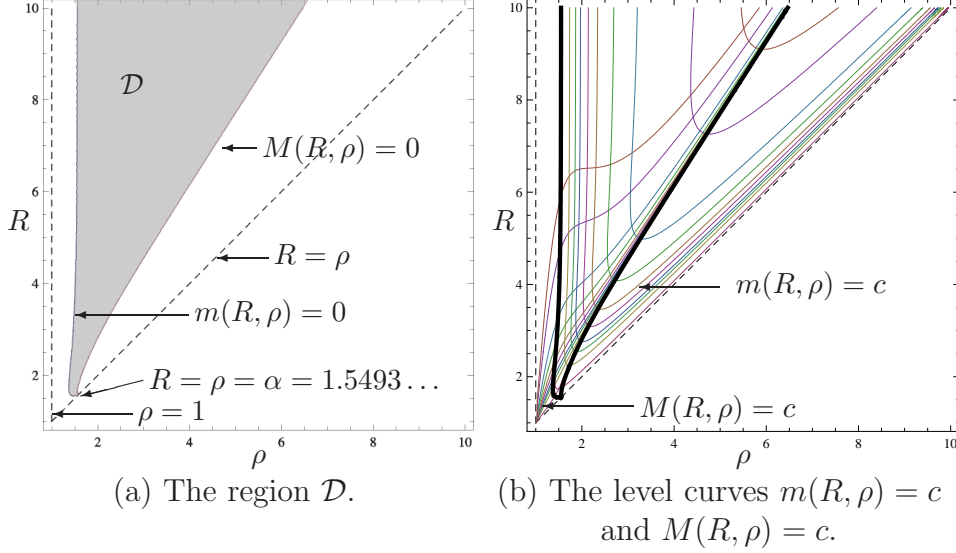 10
8
6
4
2
R
𝒟
M(R, ρ) = 0
R = ρ
m(R, ρ) = 0
R = ρ = α = 1.5493 . . .
ρ = 1
2 4 6 8 10
ρ
(a) The region 𝒟.
10
8
6
4
2
R
m(R, ρ) = c
M(R, ρ) = c
2 4 6 8 10
ρ
(b) The level curves m(R, ρ) = c
and M(R, ρ) = c.